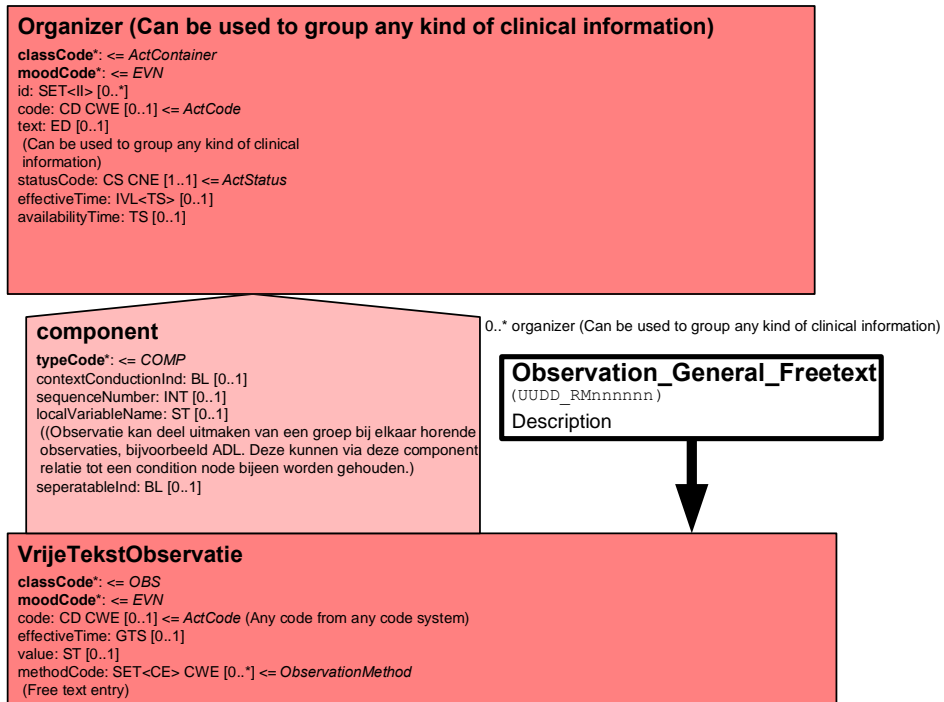 Organizer (Can be used to group any kind of clinical information)
classCode*: <= ActContainer
moodCode*: <= EVN
id: SET<II> [0..*]
code: CD CWE [0..1] <= ActCode
text: ED [0..1]
(Can be used to group any kind of clinical
information)
statusCode: CS CNE [1..1] <= ActStatus
effectiveTime: IVL<TS> [0..1]
availabilityTime: TS [0..1]
component
typeCode*: <= COMP
contextConductionInd: BL [0..1]
sequenceNumber: INT [0..1]
localVariableName: ST [0..1]
((Observatie kan deel uitmaken van een groep bij elkaar horende
observaties, bijvoorbeeld ADL. Deze kunnen via deze component
relatie tot een condition node bijeen worden gehouden.)
seperatableInd: BL [0..1]
0..* organizer (Can be used to group any kind of clinical information)
Observation_General_Freetext
(UUDD_RMnnnnnn)
Description
VrijeTekstObservatie
classCode*: <= OBS
moodCode*: <= EVN
code: CD CWE [0..1] <= ActCode (Any code from any code system)
effectiveTime: GTS [0..1]
value: ST [0..1]
methodCode: SET<CE> CWE [0..*] <= ObservationMethod
(Free text entry)